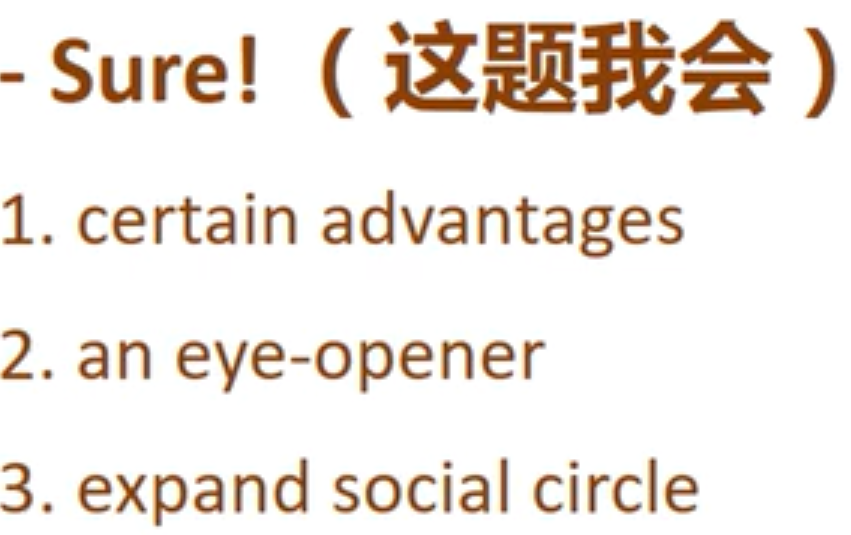 - Sure! （这题我会）
1. certain advantages
2. an eye-opener
3. expand social circle